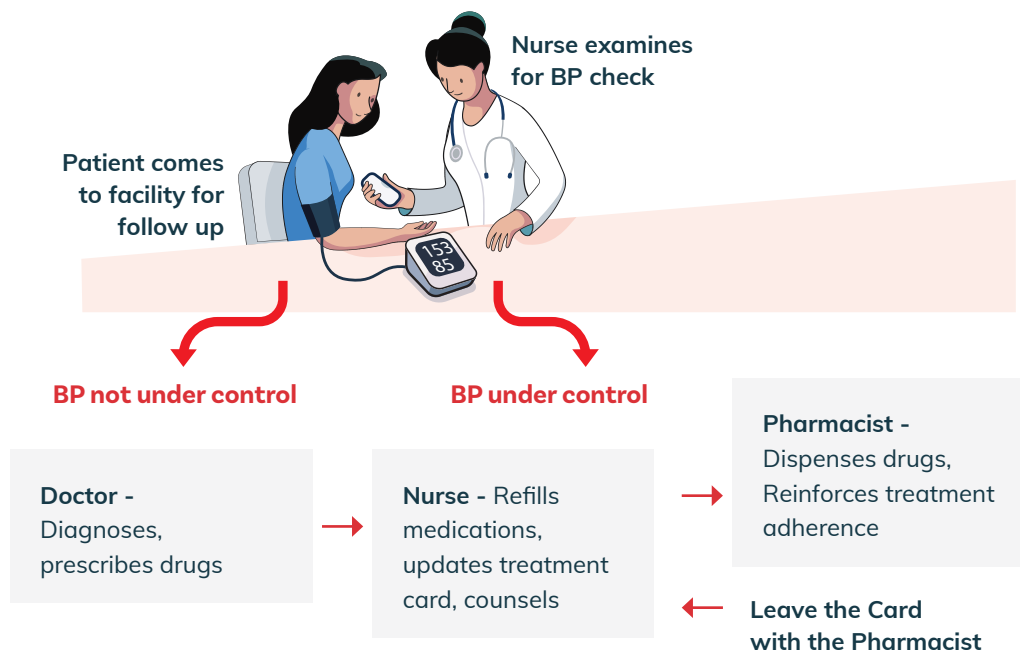 Nurse examines
for BP check
Patient comes
to facility for
follow up
153
85
BP not under control
BP under control
Doctor -
Diagnoses,
prescribes drugs
Nurse - Refills
medications,
updates treatment
card, counsels
Pharmacist -
Dispenses drugs,
Reinforces treatment
adherence
Leave the Card
with the Pharmacist